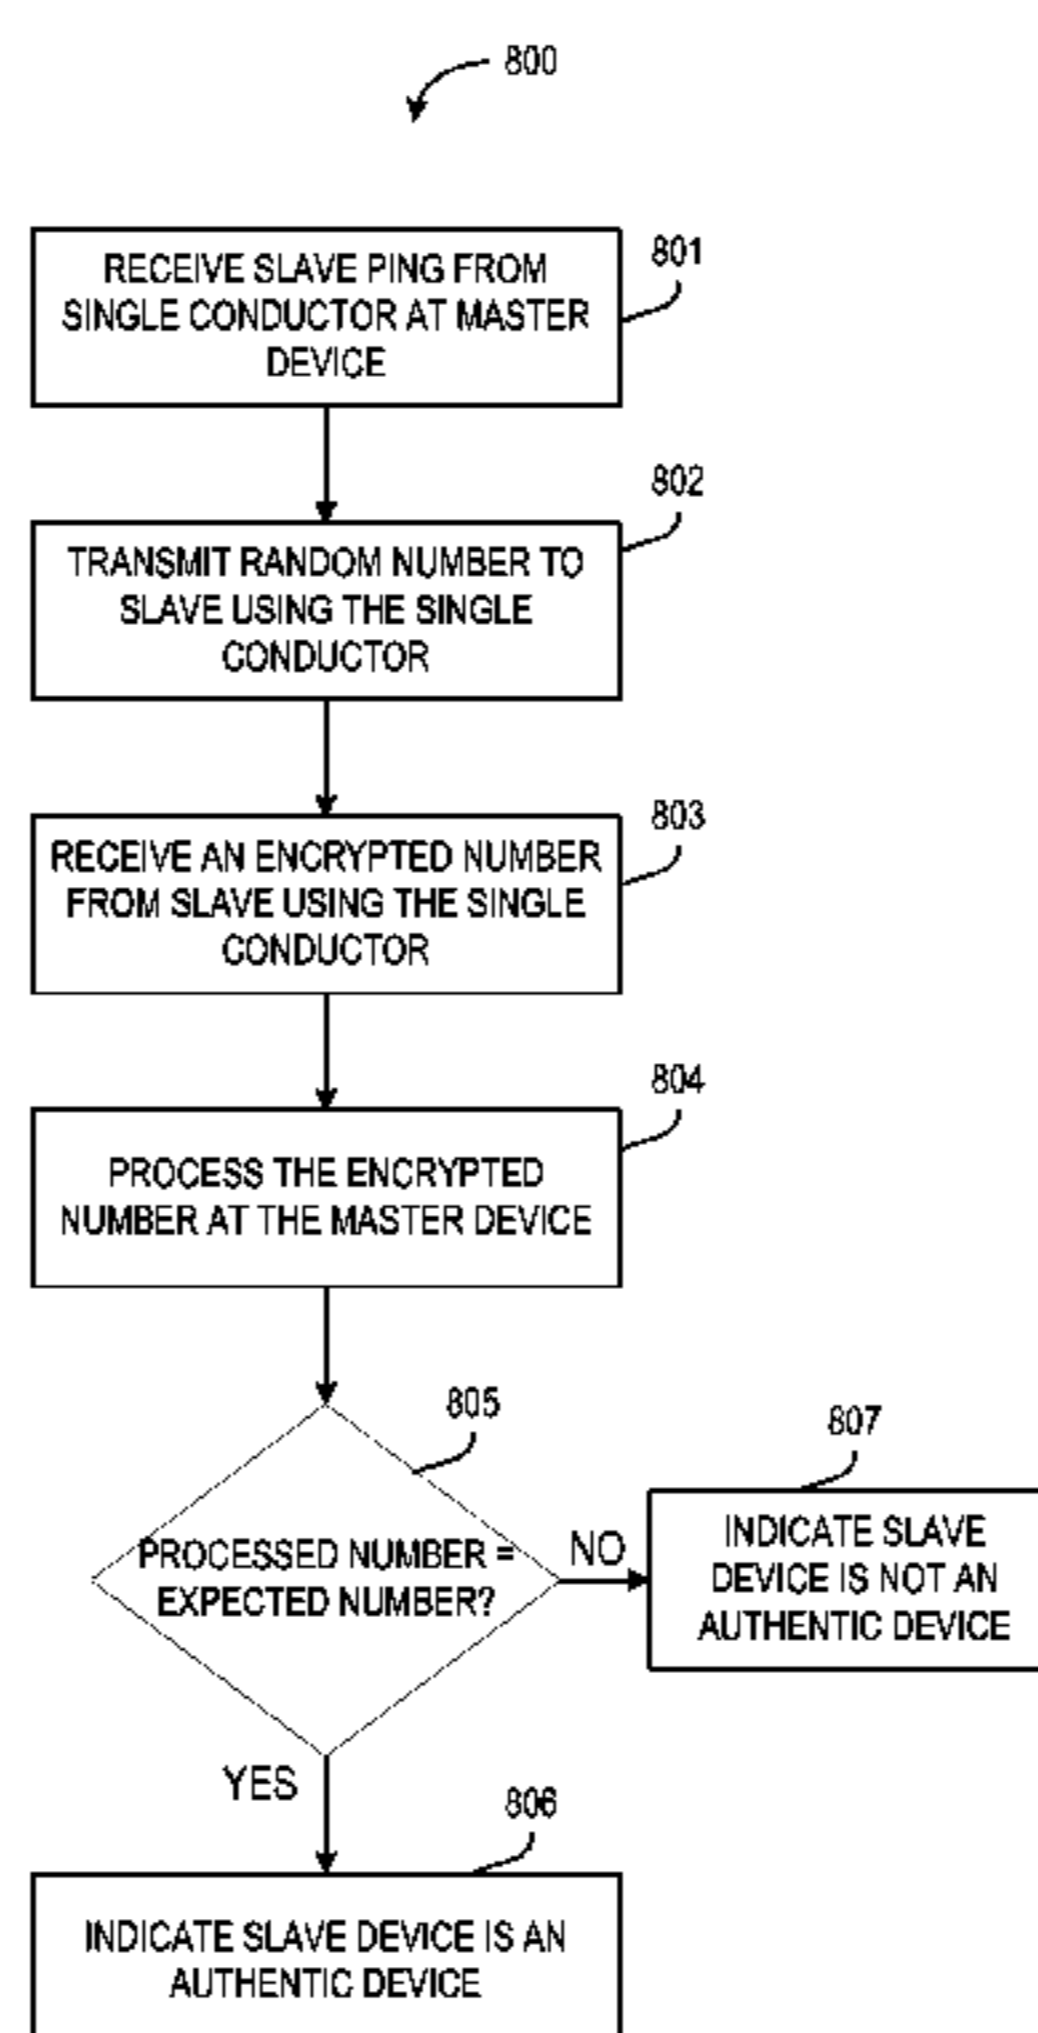 800
801
RECEIVE SLAVE PING FROM
SINGLE CONDUCTOR AT MASTER
DEVICE
802
TRANSMIT RANDOM NUMBER TO
SLAVE USING THE SINGLE
CONDUCTOR
803
RECEIVE AN ENCRYPTED NUMBER
FROM SLAVE USING THE SINGLE
CONDUCTOR
804
PROCESS THE ENCRYPTED
NUMBER AT THE MASTER DEVICE
805
PROCESSED NUMBER =
EXPECTED NUMBER?
NO
807
INDICATE SLAVE
DEVICE IS NOT AN
AUTHENTIC DEVICE
YES
806
INDICATE SLAVE DEVICE IS AN
AUTHENTIC DEVICE